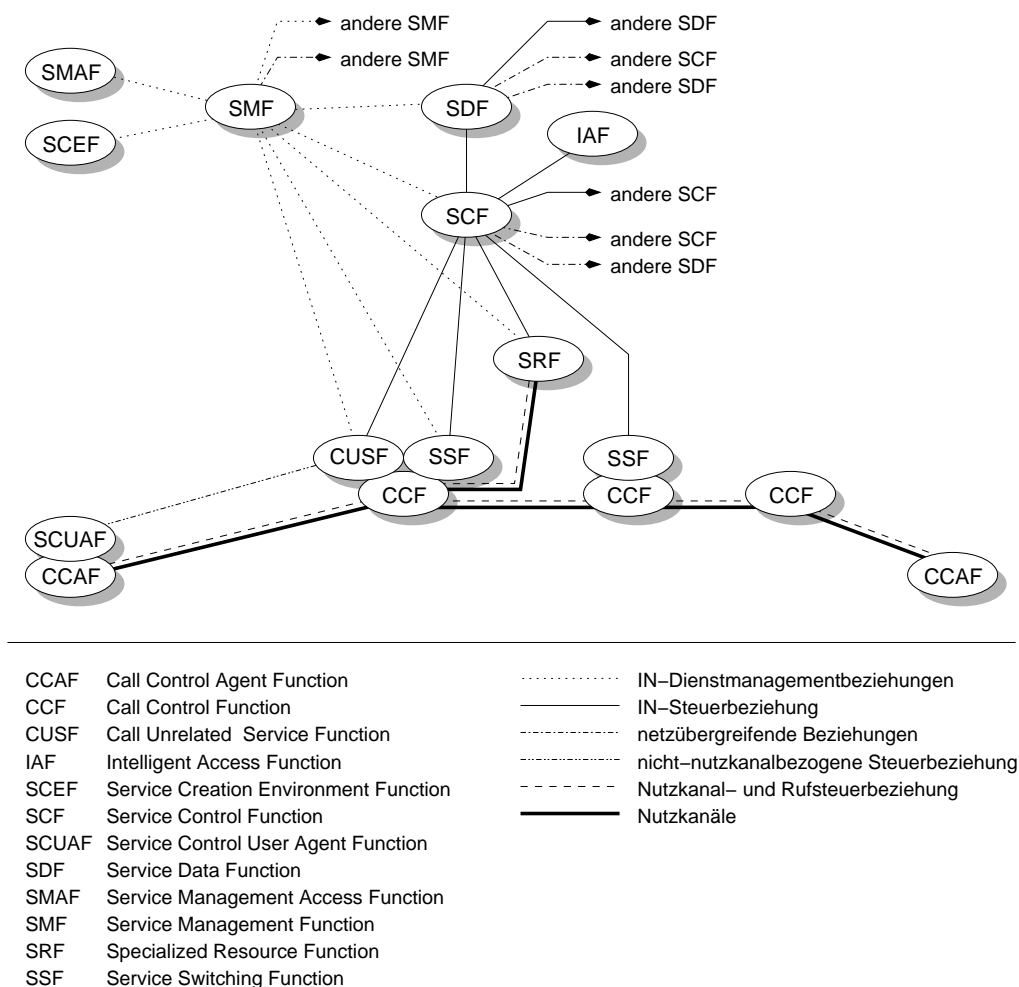 andere SMF
andere SDF
andere SMF
andere SCF
SMAF
andere SDF
SMF
SDF
IAF
SCEF
andere SCF
SCF
andere SCF
andere SDF
SRF
CUSF
SSF
SSF
CCF
CCF
CCF
SCUAF
CCAF
CCAF
CCAF Call Control Agent Function
CCF Call Control Function
CUSF Call Unrelated Service Function
IAF Intelligent Access Function
SCEF Service Creation Environment Function
SCF Service Control Function
SCUAF Service Control User Agent Function
SDF Service Data Function
SMAF Service Management Access Function
SMF Service Management Function
SRF Specialized Resource Function
SSF Service Switching Function
IN−Dienstmanagementbeziehungen
IN−Steuerbeziehung
netzübergreifende Beziehungen
nicht−nutzkanalbezogene Steuerbeziehung
Nutzkanal− und Rufsteuerbeziehung
Nutzkanäle